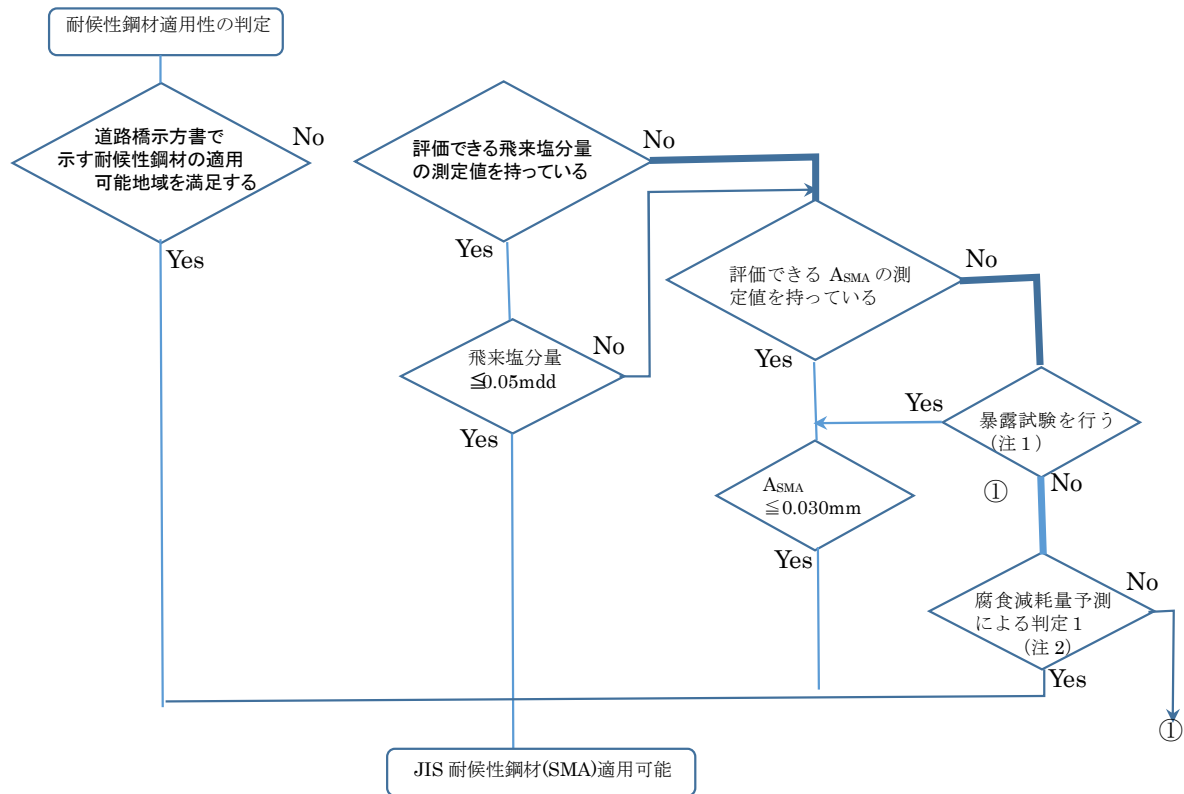 耐候性鋼材適用性の判定
道路橋示方書で
示す耐候性鋼材の適用
可能地域を満足する
No
Yes
評価できる飛来塩分量
の測定値を持っている
No
Yes
飛来塩分量
≦0.05mdd
No
Yes
評価できる ASMA の測
定値を持っている
No
Yes
暴露試験を行う
（注１）
Yes
No
①
ASMA
≦0.030mm
Yes
腐食減耗量予測
による判定１
（注２）
No
Yes
①
JIS 耐候性鋼材(SMA)適用可能